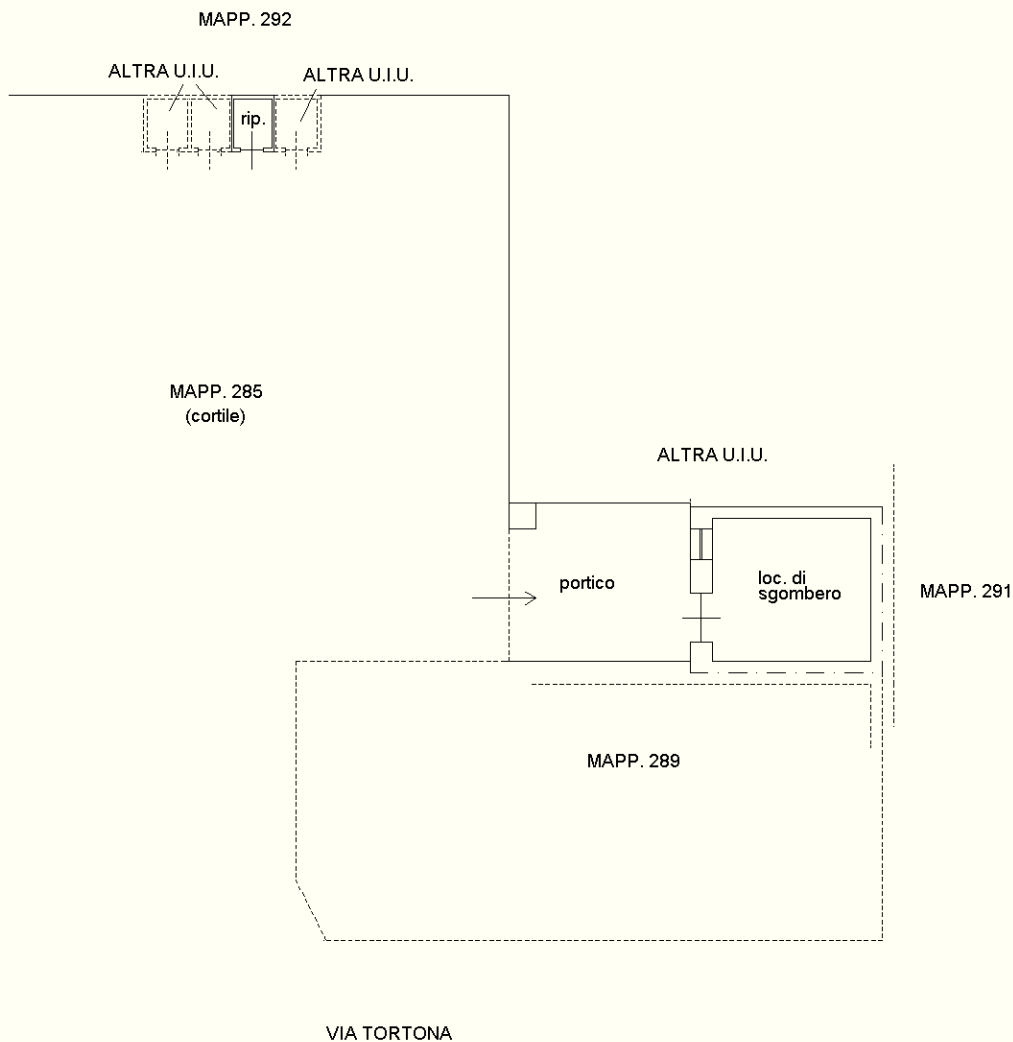 MAPP. 292
ALTRA U.I.U.
ALTRA U.I.U.
rip.
MAPP. 285
(cortile)
ALTRA U.I.U.
portico
loc. di
sgombero
MAPP. 291
MAPP. 289
VIA TORTONA